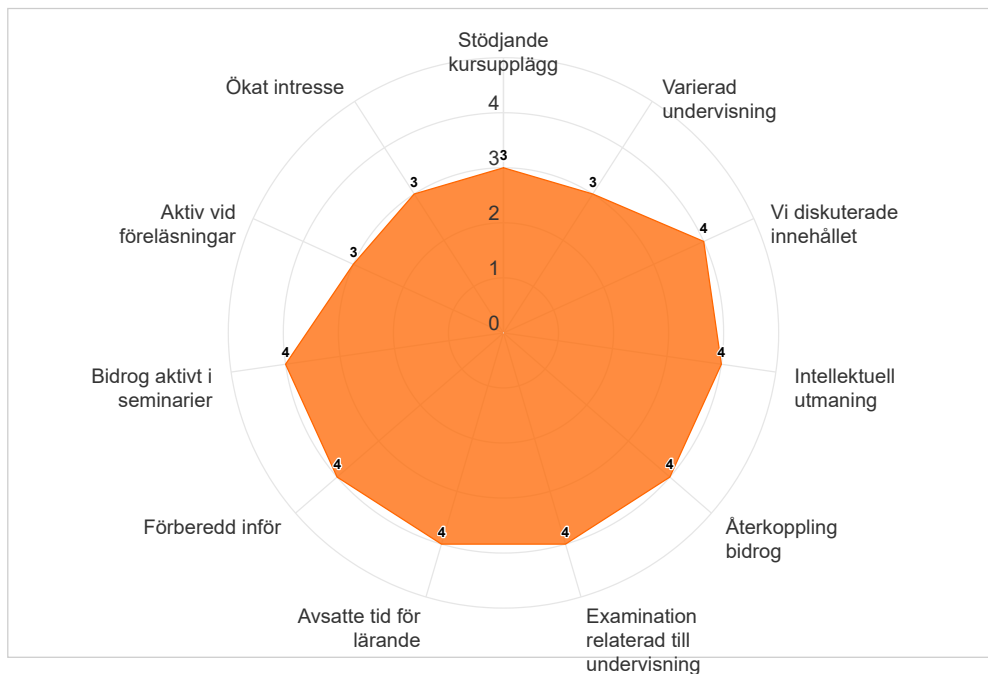 Stödjande
kursupplägg
Ökat intresse
Varierad
undervisning
4
3
3
3
3
2
1
0
Aktiv vid
föreläsningar
3
Vi diskuterade
innehållet
4
Bidrog aktivt i
seminarier
4
Intellektuell
utmaning
4
Förberedd inför
4
Återkoppling
bidrog
4
Avsatte tid för
lärande
4
Examination
relaterad till
undervisning
4